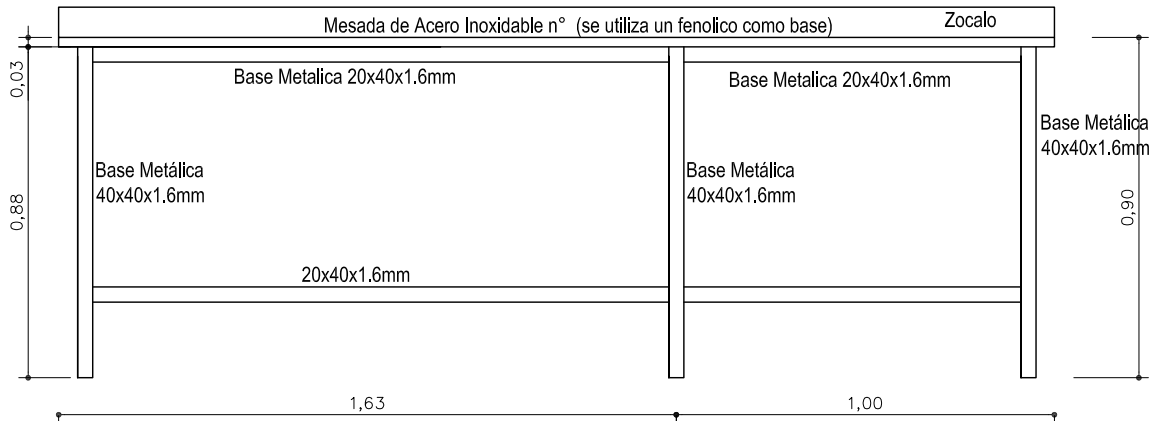 Mesada de Acero Inoxidable n° (se utiliza un fenolico como base)
Zocalo
0,03
Base Metalica 20x40x1.6mm
Base Metalica 20x40x1.6mm
Base Metálica
40x40x1.6mm
Base Metálica
40x40x1.6mm
Base Metálica
40x40x1.6mm
0,88
0,90
20x40x1.6mm
1,63
1,00